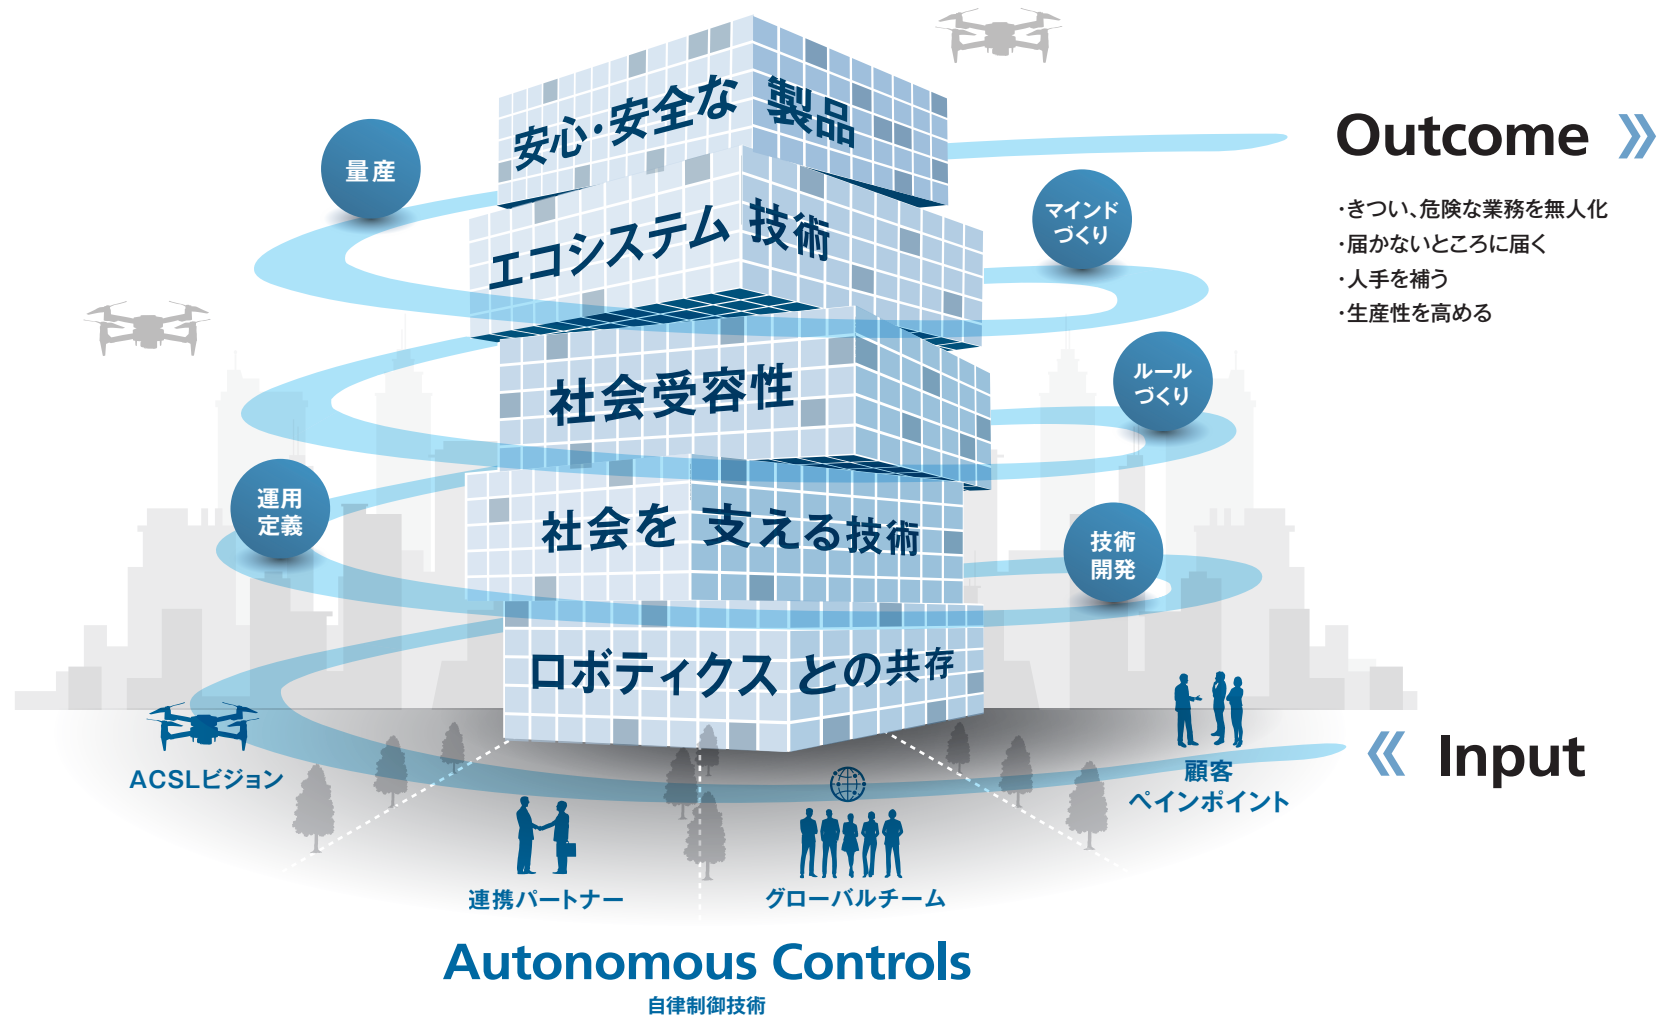 安心・安全な 製品
エコシステム 技術
社会受容性
社会を 支える技術
ロボティクス との共存
量産
マインド
づくり
ルール
づくり
運用
定義
技術
開発
Outcome
・きつい、危険な業務を無人化
・届かないところに届く
・人手を補う
・生産性を高める
Input
顧客
ペインポイント
ACSLビジョン
連携パートナー
グローバルチーム
Autonomous Controls
自律制御技術